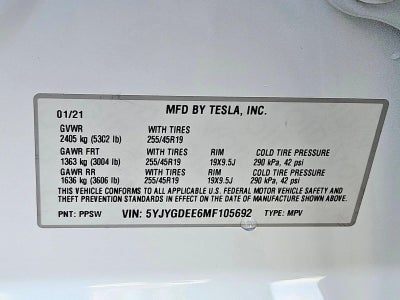 MFD BY TESLA, INC.
01/21
GVWR WITH TIRES
2405 kg (5302 lb) 255/45R19
GAWR FRT WITH TIRES RIM COLD TIRE PRESSURE
1363 kg (3004 lb) 255/45R19 19X9.5J 290 kPa, 42 psi
GAWR RR WITH TIRES RIM COLD TIRE PRESSURE
1636 kg (3606 lb) 255/45R19 19X9.5J 290 kPa, 42 psi
THIS VEHICLE CONFORMS TO ALL APPLICABLE U.S. FEDERAL MOTOR VEHICLE SAFETY AND
THEFT PREVENTION STANDARDS IN EFFECT ON THE DATE OF MANUFACTURE SHOWN ABOVE.
PNT: PPSW VIN: 5YJYGDEE6MF105692 TYPE: MPV